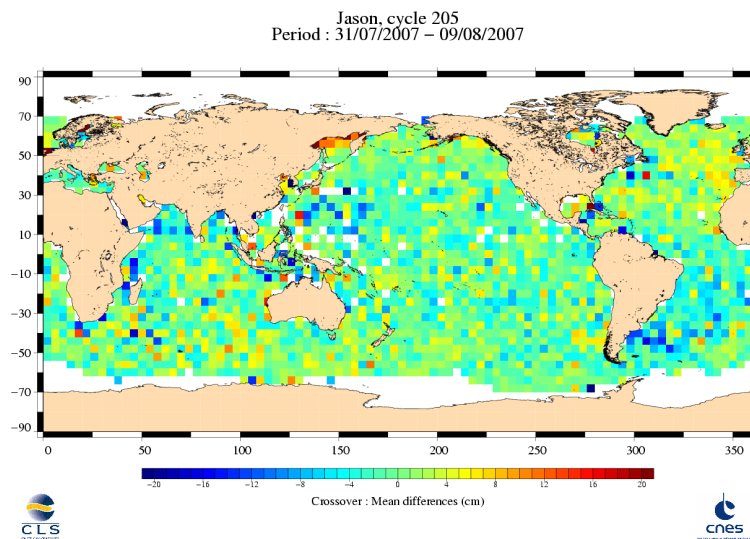 Jason, cycle 205
Period : 31/07/2007 − 09/08/2007
90
70
50
30
10
−10
−30
−50
−70
−90
0 50 100 150 200 250 300 350
−20 −16 −12 −8 −4 0 4 8 12 16 20
Crossover : Mean differences (cm)
CLS
cnes